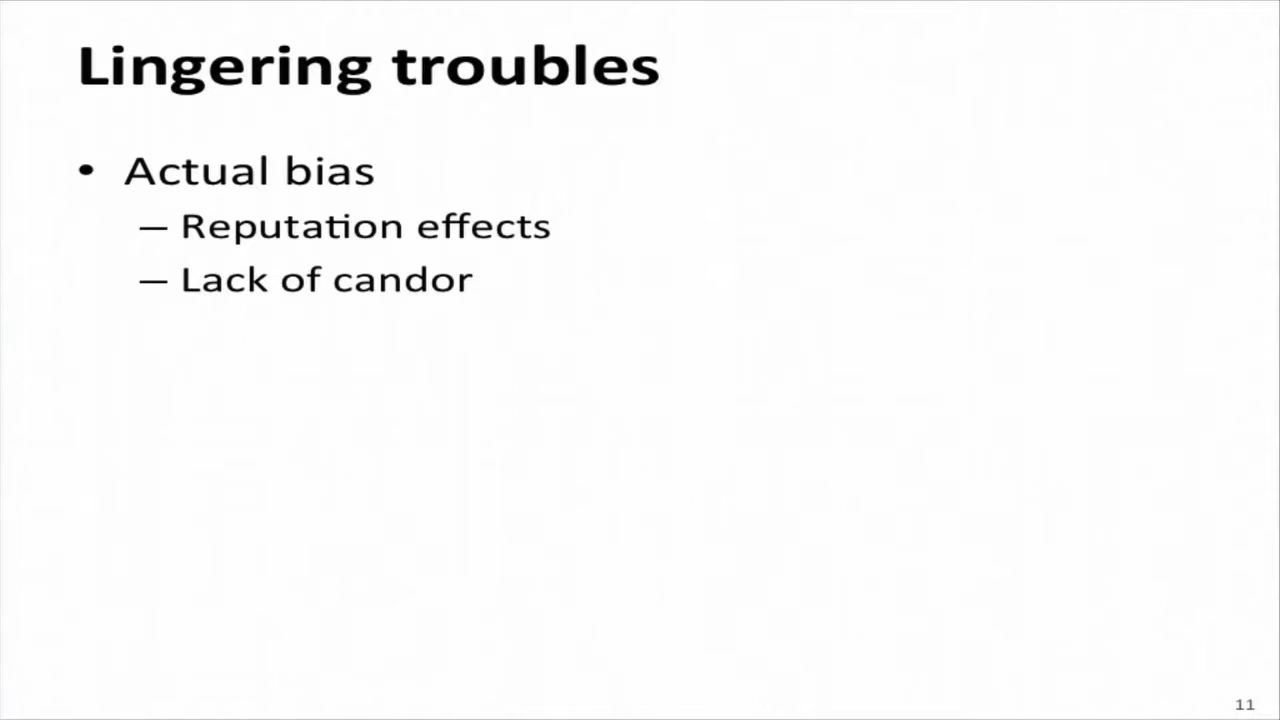 Lingering troubles
• Actual bias
– Reputation effects
– Lack of candor
11